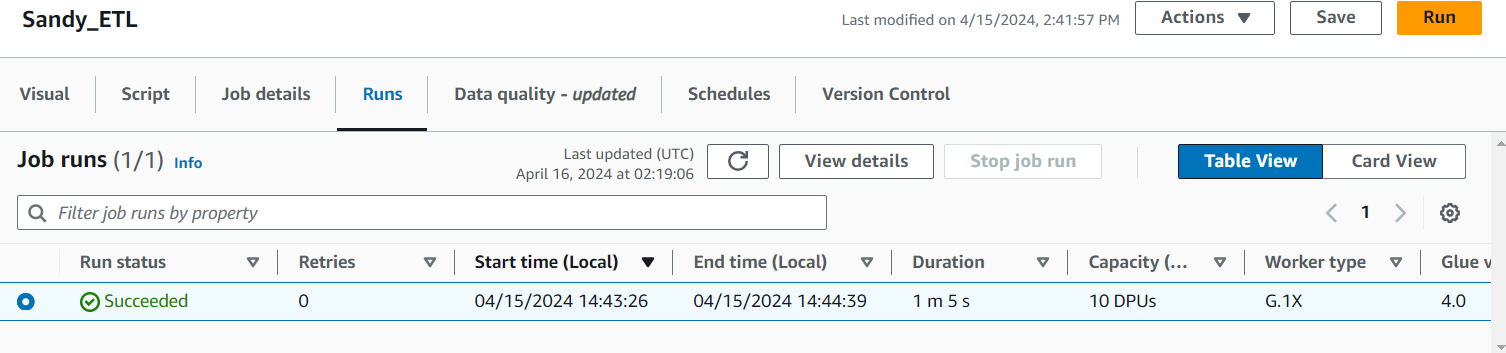 Sandy_ETL
Last modified on 4/15/2024, 2:41:57 PM
Actions
Save
Run
Visual
Script
Job details
Runs
Data quality - updated
Schedules
Version Control
Job runs (1/1) Info
Last updated (UTC)
April 16, 2024 at 02:19:06
View details
Stop job run
Table View
Card View
Filter job runs by property
1
Run status
Retries
Start time (Local)
End time (Local)
Duration
Capacity (...
Worker type
Glue v
Succeeded
0
04/15/2024 14:43:26
04/15/2024 14:44:39
1 m 5 s
10 DPUs
G.1X
4.0